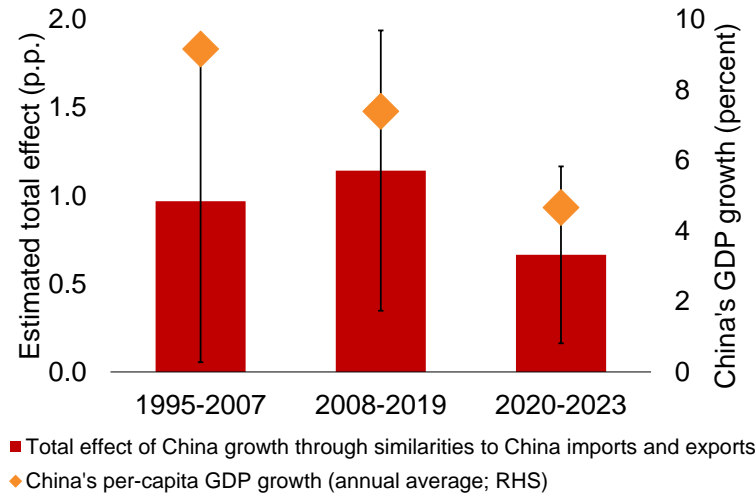 Estimated total effect (p.p.)
2.0
1.5
1.0
0.5
0.0
10
8
6
4
2
0
China's GDP growth (percent)
1995-2007 2008-2019 2020-2023
Total effect of China growth through similarities to China imports and exports
China's per-capita GDP growth (annual average; RHS)